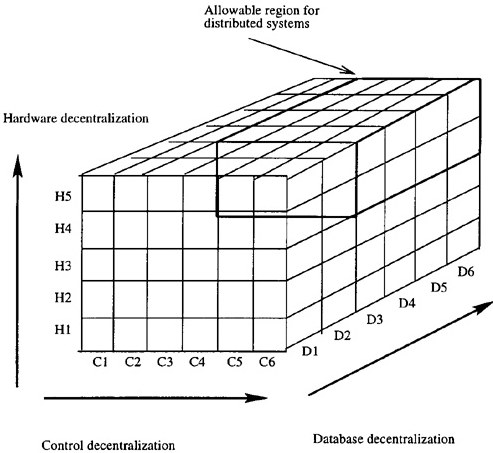 Allowable region for
distributed systems
Hardware decentralization
H5
H4
H3
H2
H1
C1 C2 C3 C4 C5 C6
D1 D2 D3 D4 D5 D6
Control decentralization
Database decentralization